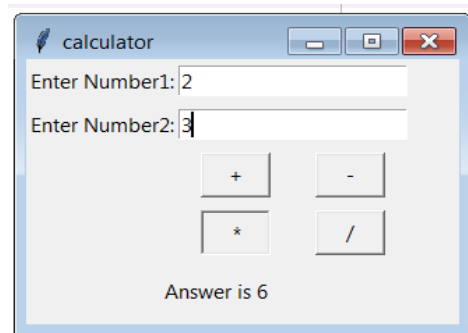 calculator
Enter Number1: 2
Enter Number2: 3
+ -
* /
Answer is 6